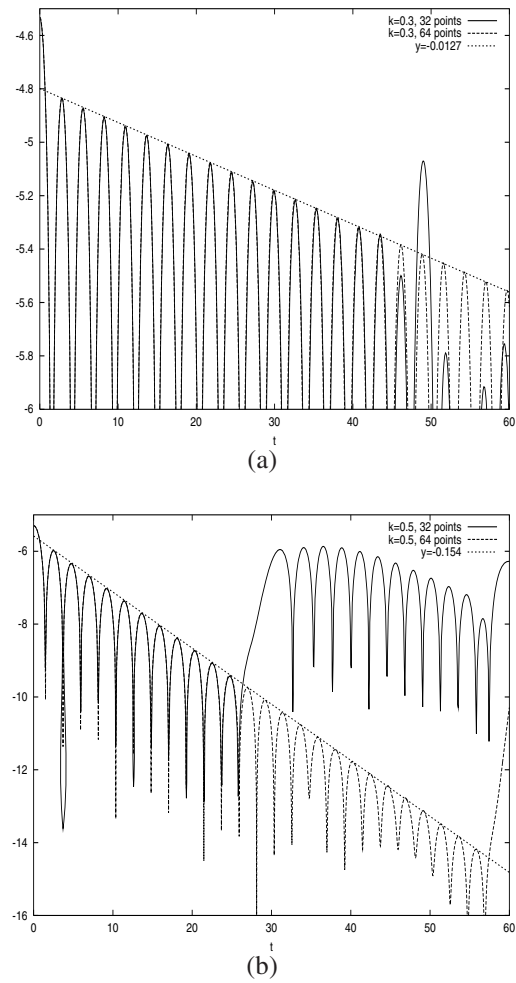 -4.6
-4.8
-5
-5.2
-5.4
-5.6
-5.8
-6
k=0.3, 32 points
k=0.3, 64 points
y=-0.0127
0 10 20 30 40 50 60
t
(a)
-6
-8
-10
-12
-14
-16
k=0.5, 32 points
k=0.5, 64 points
y=-0.154
0 10 20 30 40 50 60
t
(b)